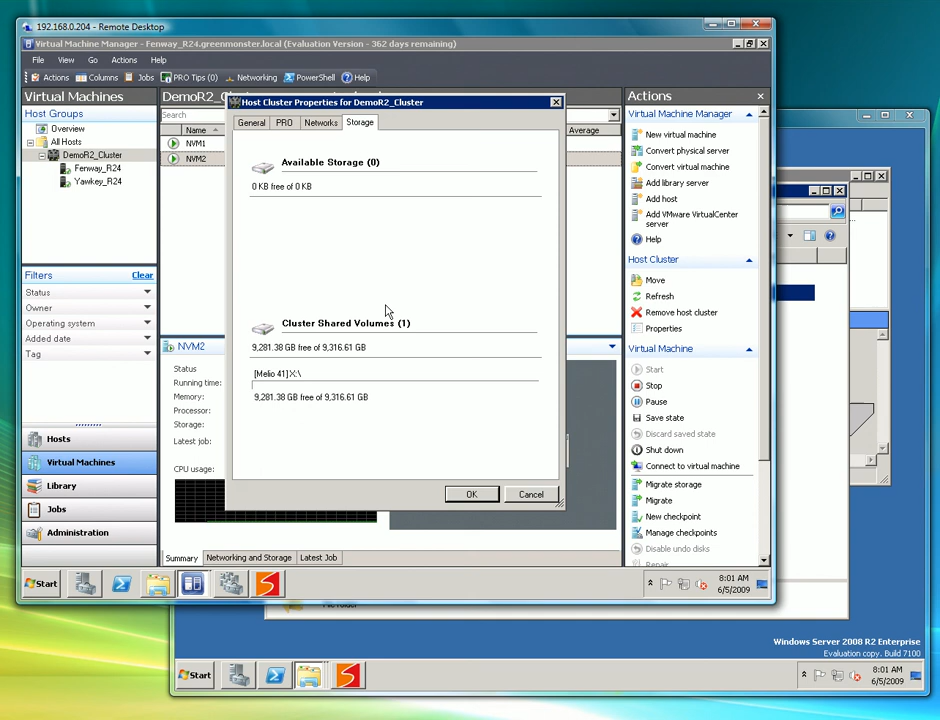 192.168.0.204 - Remote Desktop
Virtual Machine Manager - Fenway_R24.greenmonster.local (Evaluation Version - 362 days remaining)
File View Go Actions Help
Actions Columns Jobs PRO Tips (0) Networking PowerShell Help
Virtual Machines
Host Groups
Overview
All Hosts
DemoR2_Cluster
Fenway_R24
Yawkey_R24
Filters Clear
Status
Owner
Operating system
Added date
Tag
Hosts
Virtual Machines
Library
Jobs
Administration
Search
Name
Average
NVM1
NVM2
Host Cluster Properties for DemoR2_Cluster
General PRO Networks Storage
Available Storage (0)
0 KB free of 0 KB
Cluster Shared Volumes (1)
9,281.38 GB free of 9,316.61 GB
[Melio 41] X:\
9,281.38 GB free of 9,316.61 GB
OK Cancel
NVM2
Status
Running time:
Memory:
Processor:
Storage:
Latest job:
CPU usage:
Summary Networking and Storage Latest Job
Actions
Virtual Machine Manager
New virtual machine
Convert physical server
Convert virtual machine
Add library server
Add host
Add VMware VirtualCenter
server
Help
Host Cluster
Move
Refresh
Remove host cluster
Properties
Virtual Machine
Start
Stop
Pause
Save state
Discard saved state
Shut down
Connect to virtual machine
Migrate storage
Migrate
New checkpoint
Manage checkpoints
Disable undo disks
Repair
Start
8:01 AM
6/5/2009
Windows Server 2008 R2 Enterprise
Evaluation copy. Build 7100
Start
8:01 AM
6/5/2009